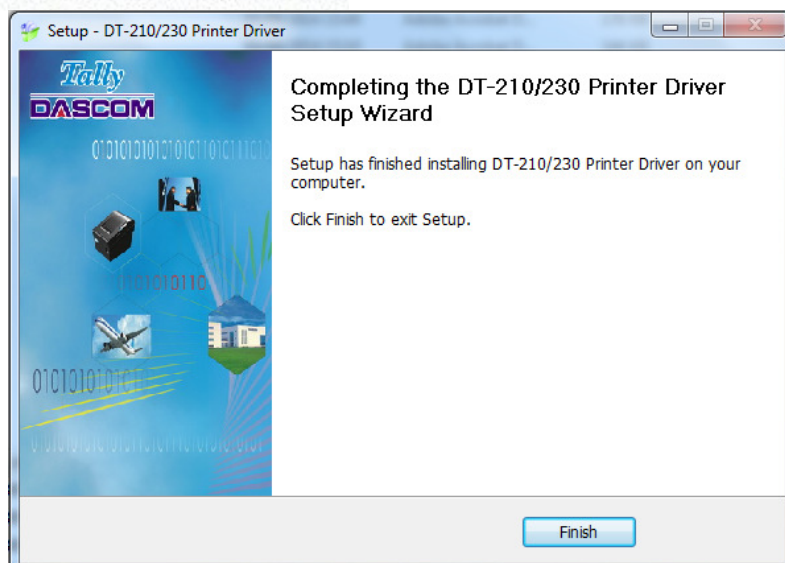 Setup - DT-210/230 Printer Driver
Tally
DASCOM
Completing the DT-210/230 Printer Driver
Setup Wizard
Setup has finished installing DT-210/230 Printer Driver on your
computer.
Click Finish to exit Setup.
Finish